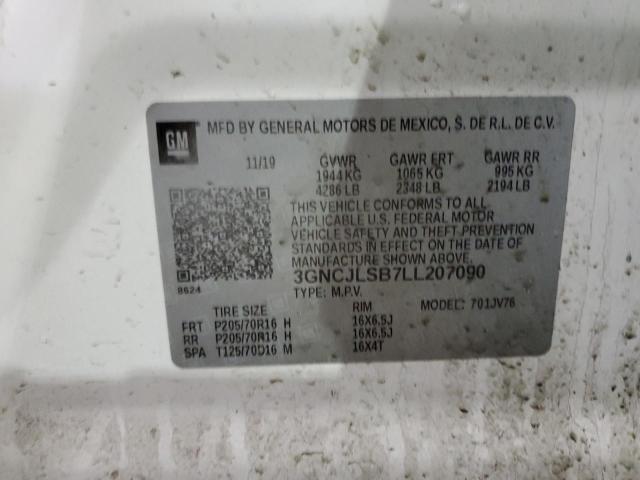 GM MFD BY GENERAL MOTORS DE MEXICO, S. DE R.L. DE C.V.
11/19 GVWR GAWR FRT GAWR RR
1944 KG 1065 KG 995 KG
4286 LB 2348 LB 2194 LB
THIS VEHICLE CONFORMS TO ALL
APPLICABLE U.S. FEDERAL MOTOR
VEHICLE SAFETY AND THEFT PREVENTION
STANDARDS IN EFFECT ON THE DATE OF
MANUFACTURE SHOWN ABOVE.
3GNCJLSB7LL207090
8624 TYPE: M.P.V.
TIRE SIZE RIM MODEL: 701JV76
FRT P205/70R16 H 16X6.5J
RR P205/70R16 H 16X6.5J
SPA T125/70D16 M 16X4T